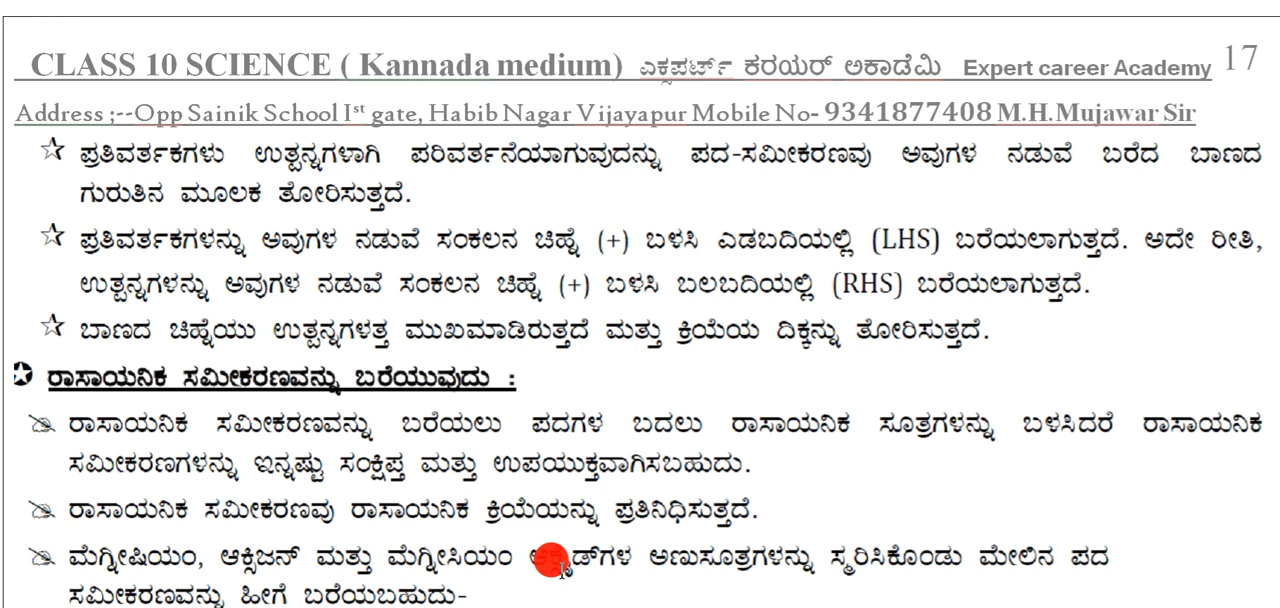 CLASS 10 SCIENCE ( Kannada medium) ಎಕ್ಸಪರ್ಟ್ ಕರಯರ್ ಅಕಾಡೆಮಿ Expert career Academy 17
Address ;--Opp Sainik School Ist gate, Habib Nagar Vijayapur Mobile No- 9341877408 M.H.Mujawar Sir
☆ ಪ್ರತಿವರ್ತಕಗಳು ಉತ್ಪನ್ನಗಳಾಗಿ ಪರಿವರ್ತನೆಯಾಗುವುದನ್ನು ಪದ-ಸಮೀಕರಣವು ಅವುಗಳ ನಡುವೆ ಬರೆದ ಬಾಣದ
ಗುರುತಿನ ಮೂಲಕ ತೋರಿಸುತ್ತದೆ.
☆ ಪ್ರತಿವರ್ತಕಗಳನ್ನು ಅವುಗಳ ನಡುವೆ ಸಂಕಲನ ಚಿಹ್ನೆ (+) ಬಳಸಿ ಎಡಬದಿಯಲ್ಲಿ (LHS) ಬರೆಯಲಾಗುತ್ತದೆ. ಅದೇ ರೀತಿ,
ಉತ್ಪನ್ನಗಳನ್ನು ಅವುಗಳ ನಡುವೆ ಸಂಕಲನ ಚಿಹ್ನೆ (+) ಬಳಸಿ ಬಲಬದಿಯಲ್ಲಿ (RHS) ಬರೆಯಲಾಗುತ್ತದೆ.
☆ ಬಾಣದ ಚಿಹ್ನೆಯು ಉತ್ಪನ್ನಗಳತ್ತ ಮುಖಮಾಡಿರುತ್ತದೆ ಮತ್ತು ಕ್ರಿಯೆಯ ದಿಕ್ಕನ್ನು ತೋರಿಸುತ್ತದೆ.
✪ ರಾಸಾಯನಿಕ ಸಮೀಕರಣವನ್ನು ಬರೆಯುವುದು :
ರಾಸಾಯನಿಕ ಸಮೀಕರಣವನ್ನು ಬರೆಯಲು ಪದಗಳ ಬದಲು ರಾಸಾಯನಿಕ ಸೂತ್ರಗಳನ್ನು ಬಳಸಿದರೆ ರಾಸಾಯನಿಕ
ಸಮೀಕರಣಗಳನ್ನು ಇನ್ನಷ್ಟು ಸಂಕ್ಷಿಪ್ತ ಮತ್ತು ಉಪಯುಕ್ತವಾಗಿಸಬಹುದು.
ರಾಸಾಯನಿಕ ಸಮೀಕರಣವು ರಾಸಾಯನಿಕ ಕ್ರಿಯೆಯನ್ನು ಪ್ರತಿನಿಧಿಸುತ್ತದೆ.
ಮೆಗ್ನೀಷಿಯಂ, ಆಕ್ಸಿಜನ್ ಮತ್ತು ಮೆಗ್ನೀಸಿಯಂ ಅಣುಸೂತ್ರಗಳನ್ನು ಸ್ಮರಿಸಿಕೊಂಡು ಮೇಲಿನ ಪದ
ಸಮೀಕರಣವನ್ನು ಹೀಗೆ ಬರೆಯಬಹುದು-